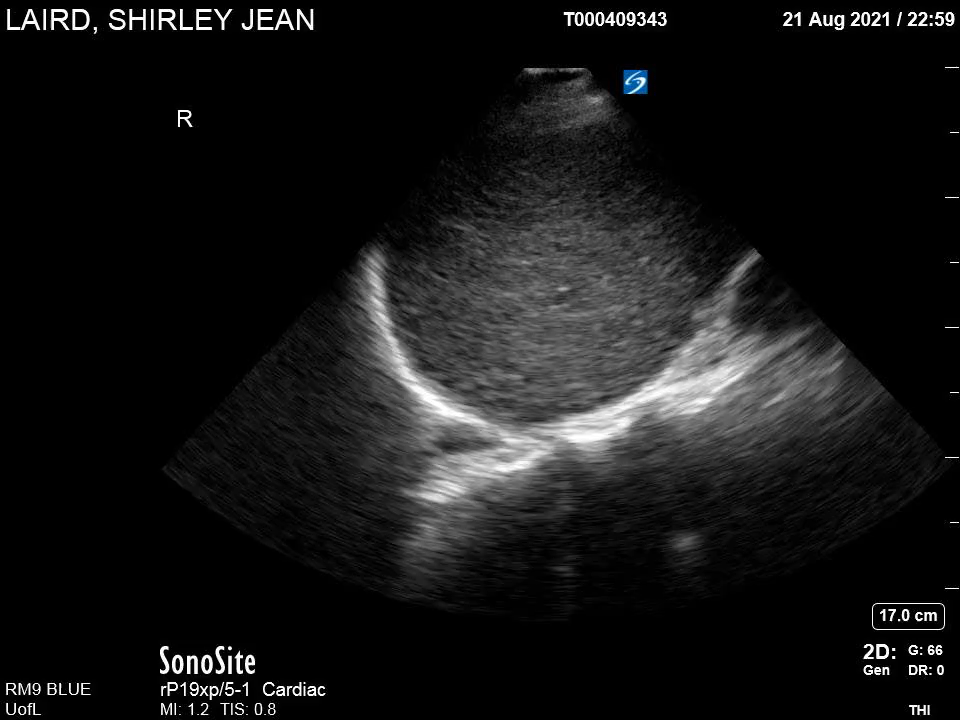 LAIRD, SHIRLEY JEAN T000409343 21 Aug 2021 / 22:59
R
17.0 cm
2D: G: 66
Gen DR: 0
SonoSite
RM9 BLUE rP19xp/5-1 Cardiac
UofL MI: 1.2 TIS: 0.8 THI